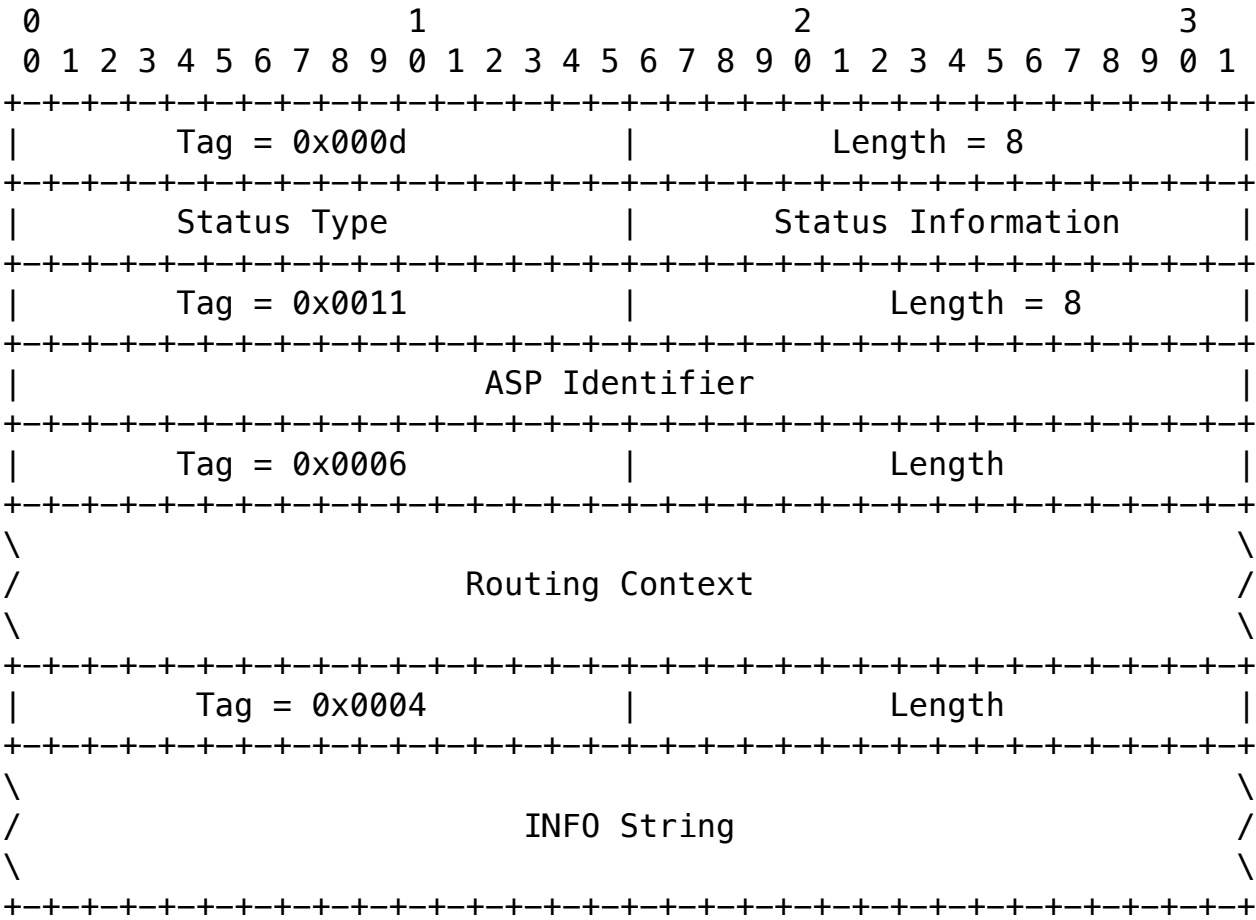 0                   1                   2                   3
 0 1 2 3 4 5 6 7 8 9 0 1 2 3 4 5 6 7 8 9 0 1 2 3 4 5 6 7 8 9 0 1
+-+-+-+-+-+-+-+-+-+-+-+-+-+-+-+-+-+-+-+-+-+-+-+-+-+-+-+-+-+-+-+-+
|        Tag = 0x000d           |          Length = 8           |
+-+-+-+-+-+-+-+-+-+-+-+-+-+-+-+-+-+-+-+-+-+-+-+-+-+-+-+-+-+-+-+-+
|        Status Type            |       Status Information      |
+-+-+-+-+-+-+-+-+-+-+-+-+-+-+-+-+-+-+-+-+-+-+-+-+-+-+-+-+-+-+-+-+
|        Tag = 0x0011           |             Length = 8        |
+-+-+-+-+-+-+-+-+-+-+-+-+-+-+-+-+-+-+-+-+-+-+-+-+-+-+-+-+-+-+-+-+
|                        ASP Identifier                         |
+-+-+-+-+-+-+-+-+-+-+-+-+-+-+-+-+-+-+-+-+-+-+-+-+-+-+-+-+-+-+-+-+
|        Tag = 0x0006           |             Length            |
+-+-+-+-+-+-+-+-+-+-+-+-+-+-+-+-+-+-+-+-+-+-+-+-+-+-+-+-+-+-+-+-+
\                                                               \
/                       Routing Context                         /
\                                                               \
+-+-+-+-+-+-+-+-+-+-+-+-+-+-+-+-+-+-+-+-+-+-+-+-+-+-+-+-+-+-+-+-+
|         Tag = 0x0004          |             Length            |
+-+-+-+-+-+-+-+-+-+-+-+-+-+-+-+-+-+-+-+-+-+-+-+-+-+-+-+-+-+-+-+-+
\                                                               \
/                          INFO String                          /
\                                                               \
+-+-+-+-+-+-+-+-+-+-+-+-+-+-+-+-+-+-+-+-+-+-+-+-+-+-+-+-+-+-+-+-+